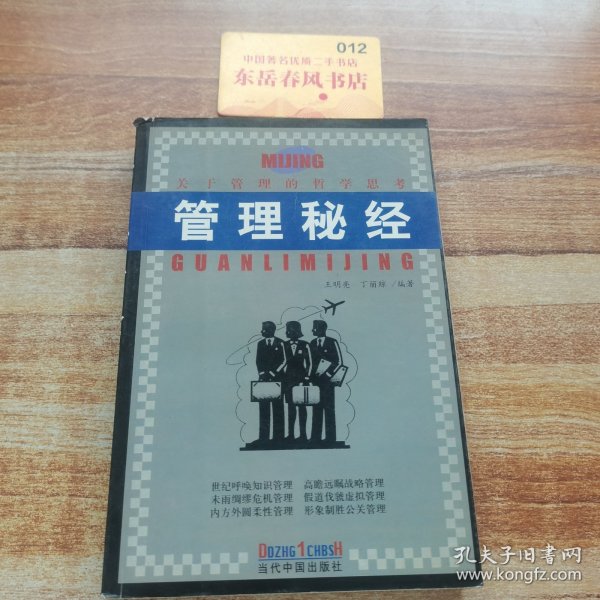 012
中国著名优质二手书店
东岳春风书店
MIJING
关于管理的哲学思考
管理秘经
GUANLIMIJING
王明亮 丁丽琼/编著
世纪呼唤知识管理 高瞻远瞩战略管理
未雨绸缪危机管理 假道伐虢虚拟管理
内方外圆柔性管理 形象制胜公关管理
DDZHG1CHBSH
当代中国出版社
孔夫子旧书网
www.kongfz.com